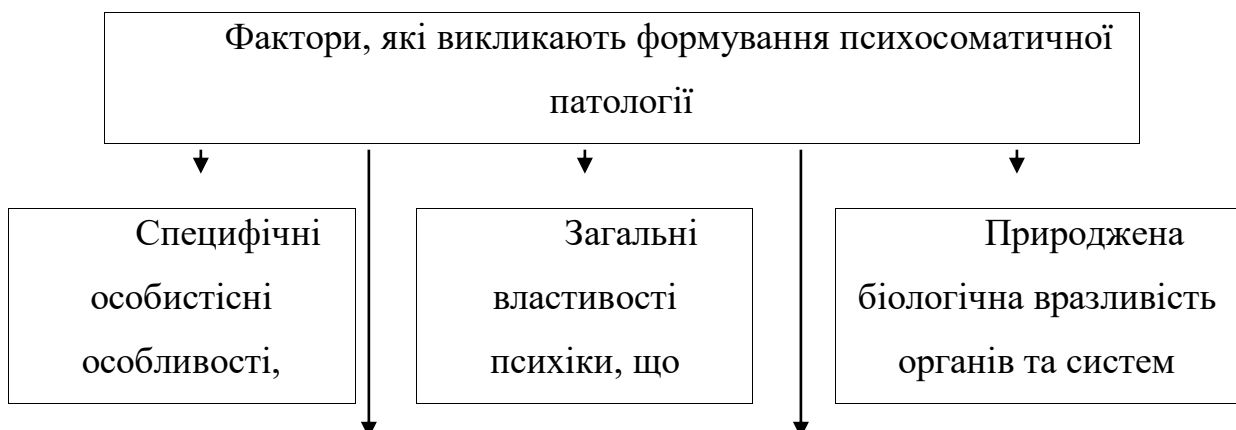 Фактори, які викликають формування психосоматичної
патології
Специфічні
особистісні
особливості,
Загальні
властивості
психіки, що
Природжена
біологічна вразливість
органів та систем